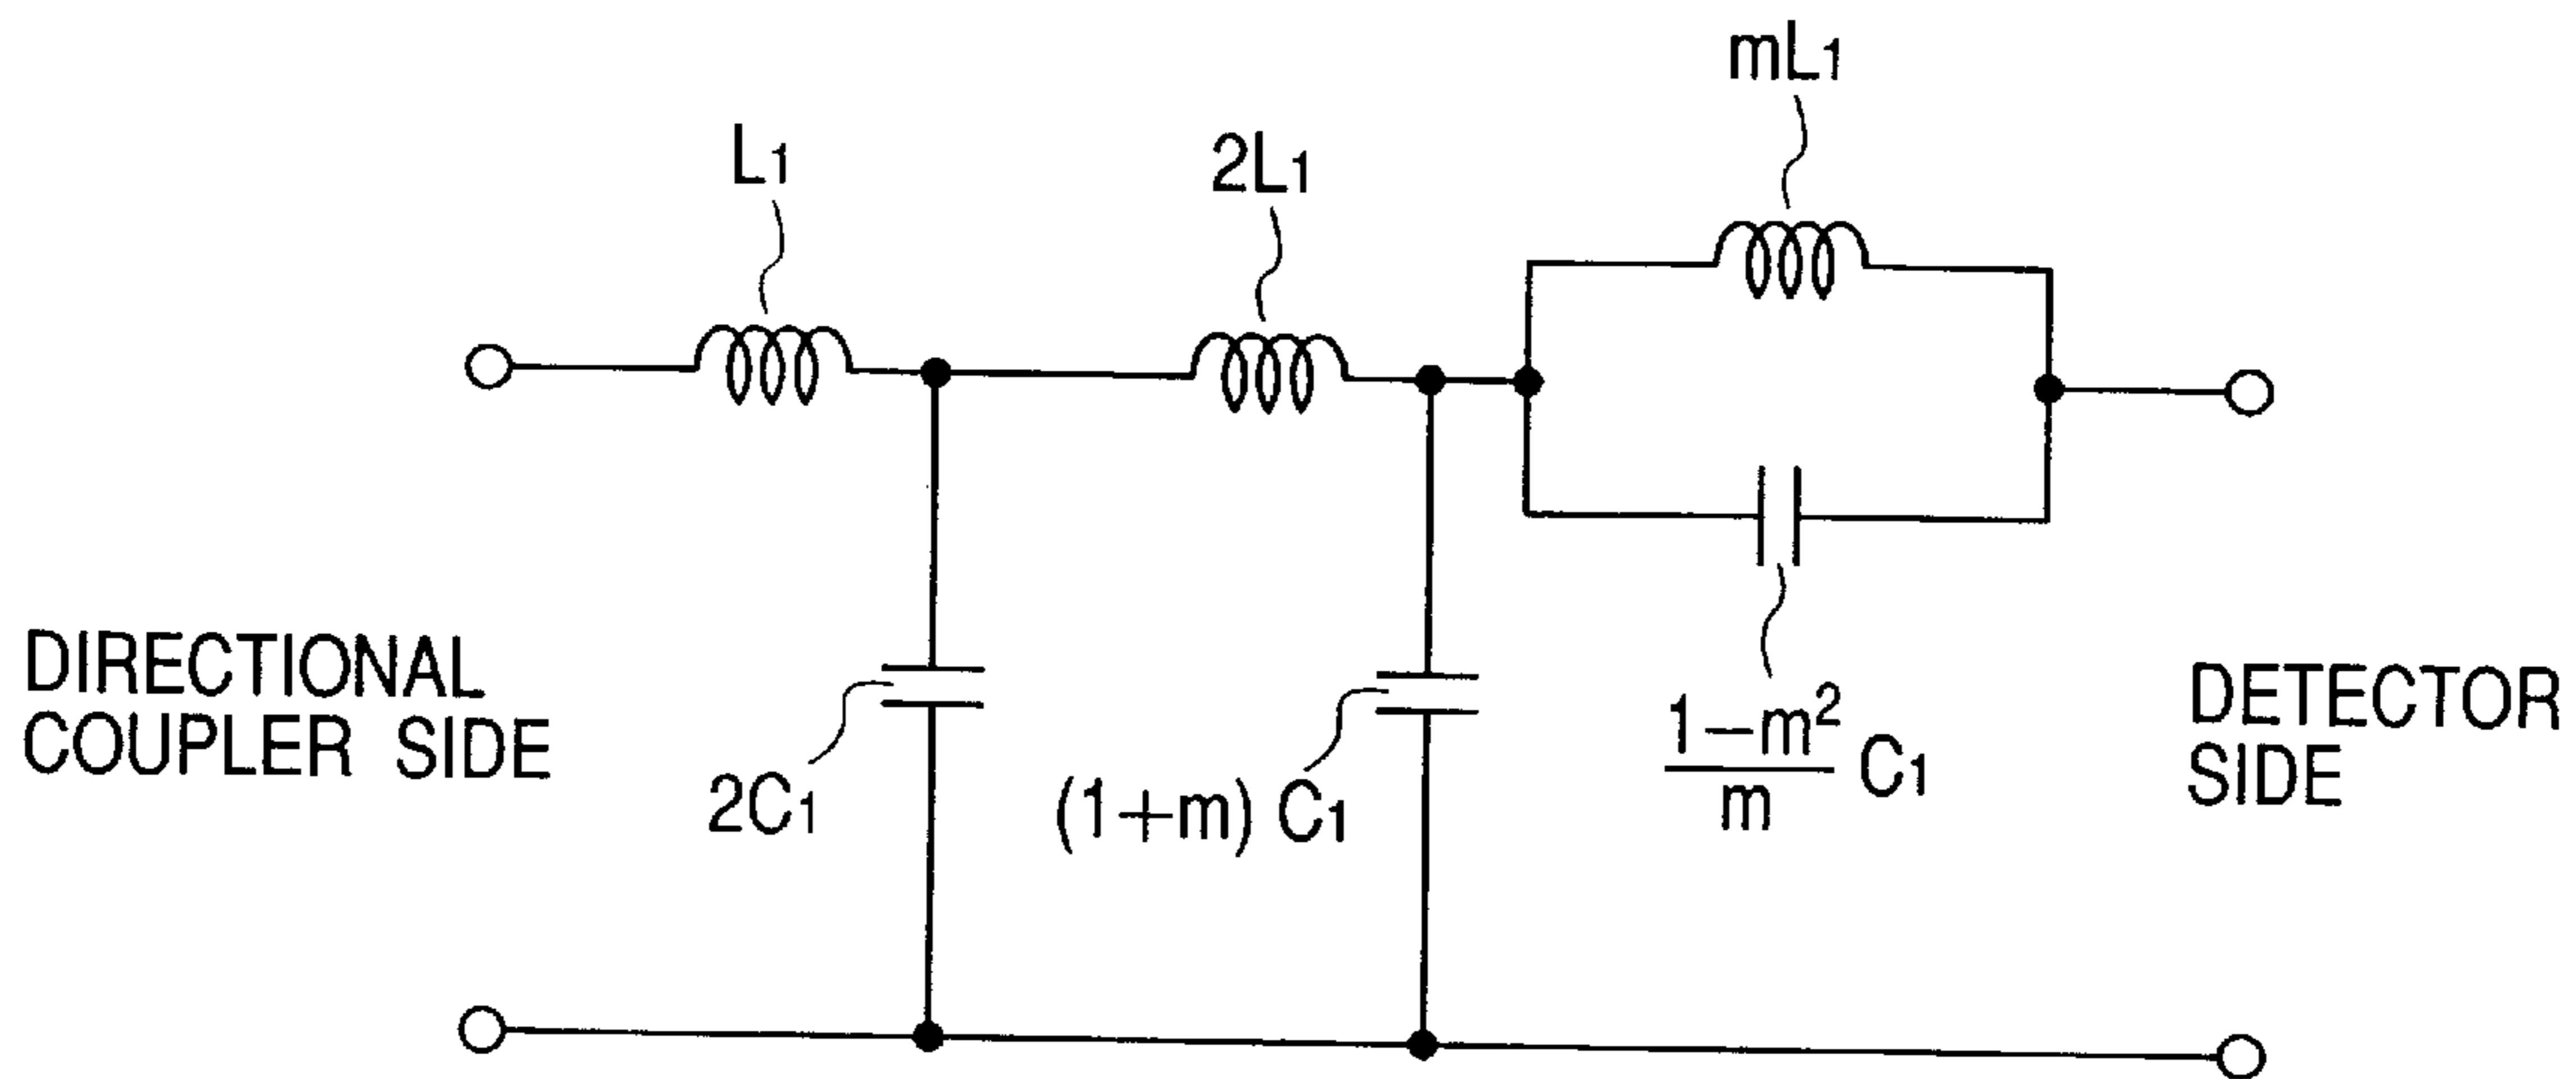 mL1
L1
2L1
DIRECTIONAL
COUPLER SIDE
2C1
(1+m) C1
1−m²
m
C1
DETECTOR
SIDE